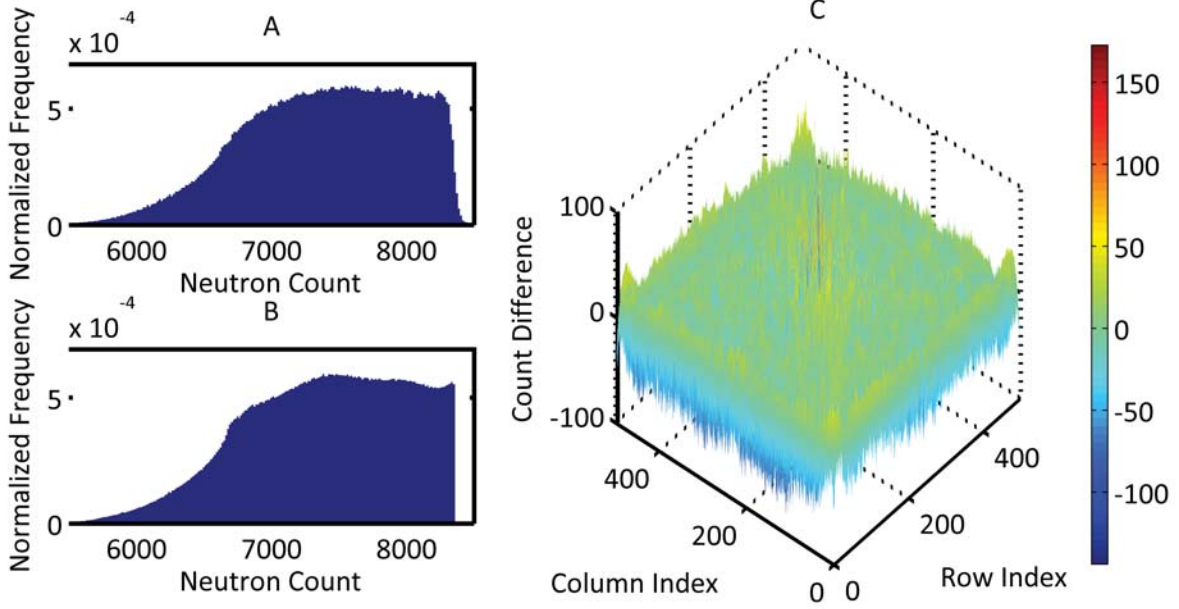 A
x 10 -4
Normalized Frequency
5
0
6000 7000 8000
Neutron Count
B
x 10 -4
Normalized Frequency
5
0
6000 7000 8000
Neutron Count
C
Count Difference
100
0
-100
400
200
0
Column Index
0
200
400
Row Index
150
100
50
0
-50
-100